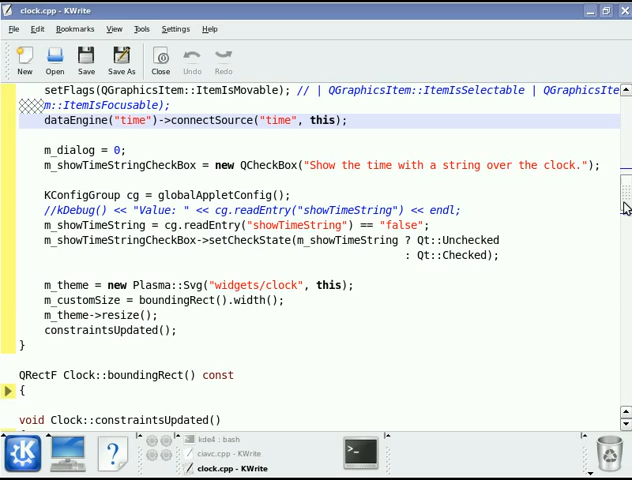 clock.cpp - KWrite
File Edit Bookmarks View Tools Settings Help
New Open Save Save As Close Undo Redo
setFlags(QGraphicsItem::ItemIsMovable); // | QGraphicsItem::ItemIsSelectable | QGraphicsIte
m::ItemIsFocusable);
dataEngine("time")->connectSource("time", this);
m_dialog = 0;
m_showTimeStringCheckBox = new QCheckBox("Show the time with a string over the clock.");
KConfigGroup cg = globalAppletConfig();
//kDebug() << "Value: " << cg.readEntry("showTimeString") << endl;
m_showTimeString = cg.readEntry("showTimeString") == "false";
m_showTimeStringCheckBox->setCheckState(m_showTimeString ? Qt::Unchecked
: Qt::Checked);
m_theme = new Plasma::Svg("widgets/clock", this);
m_customSize = boundingRect().width();
m_theme->resize();
constraintsUpdated();
}
QRectF Clock::boundingRect() const
{
void Clock::constraintsUpdated()
kde4 : bash
ciavc.cpp - KWrite
clock.cpp - KWrite